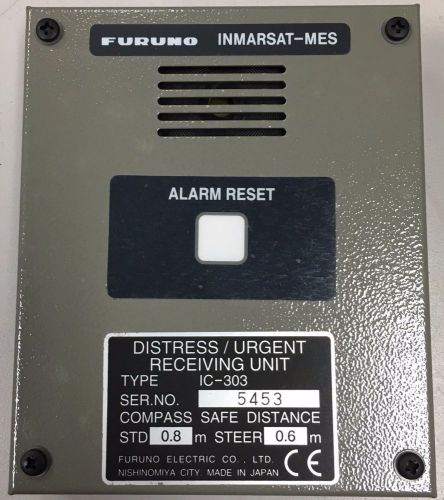 FURUNO INMARSAT-MES
ALARM RESET
DISTRESS / URGENT
RECEIVING UNIT
TYPE IC-303
SER.NO. 5453
COMPASS SAFE DISTANCE
STD 0.8 m STEER 0.6 m
FURUNO ELECTRIC CO., LTD.
NISHINOMIYA CITY. MADE IN JAPAN CE